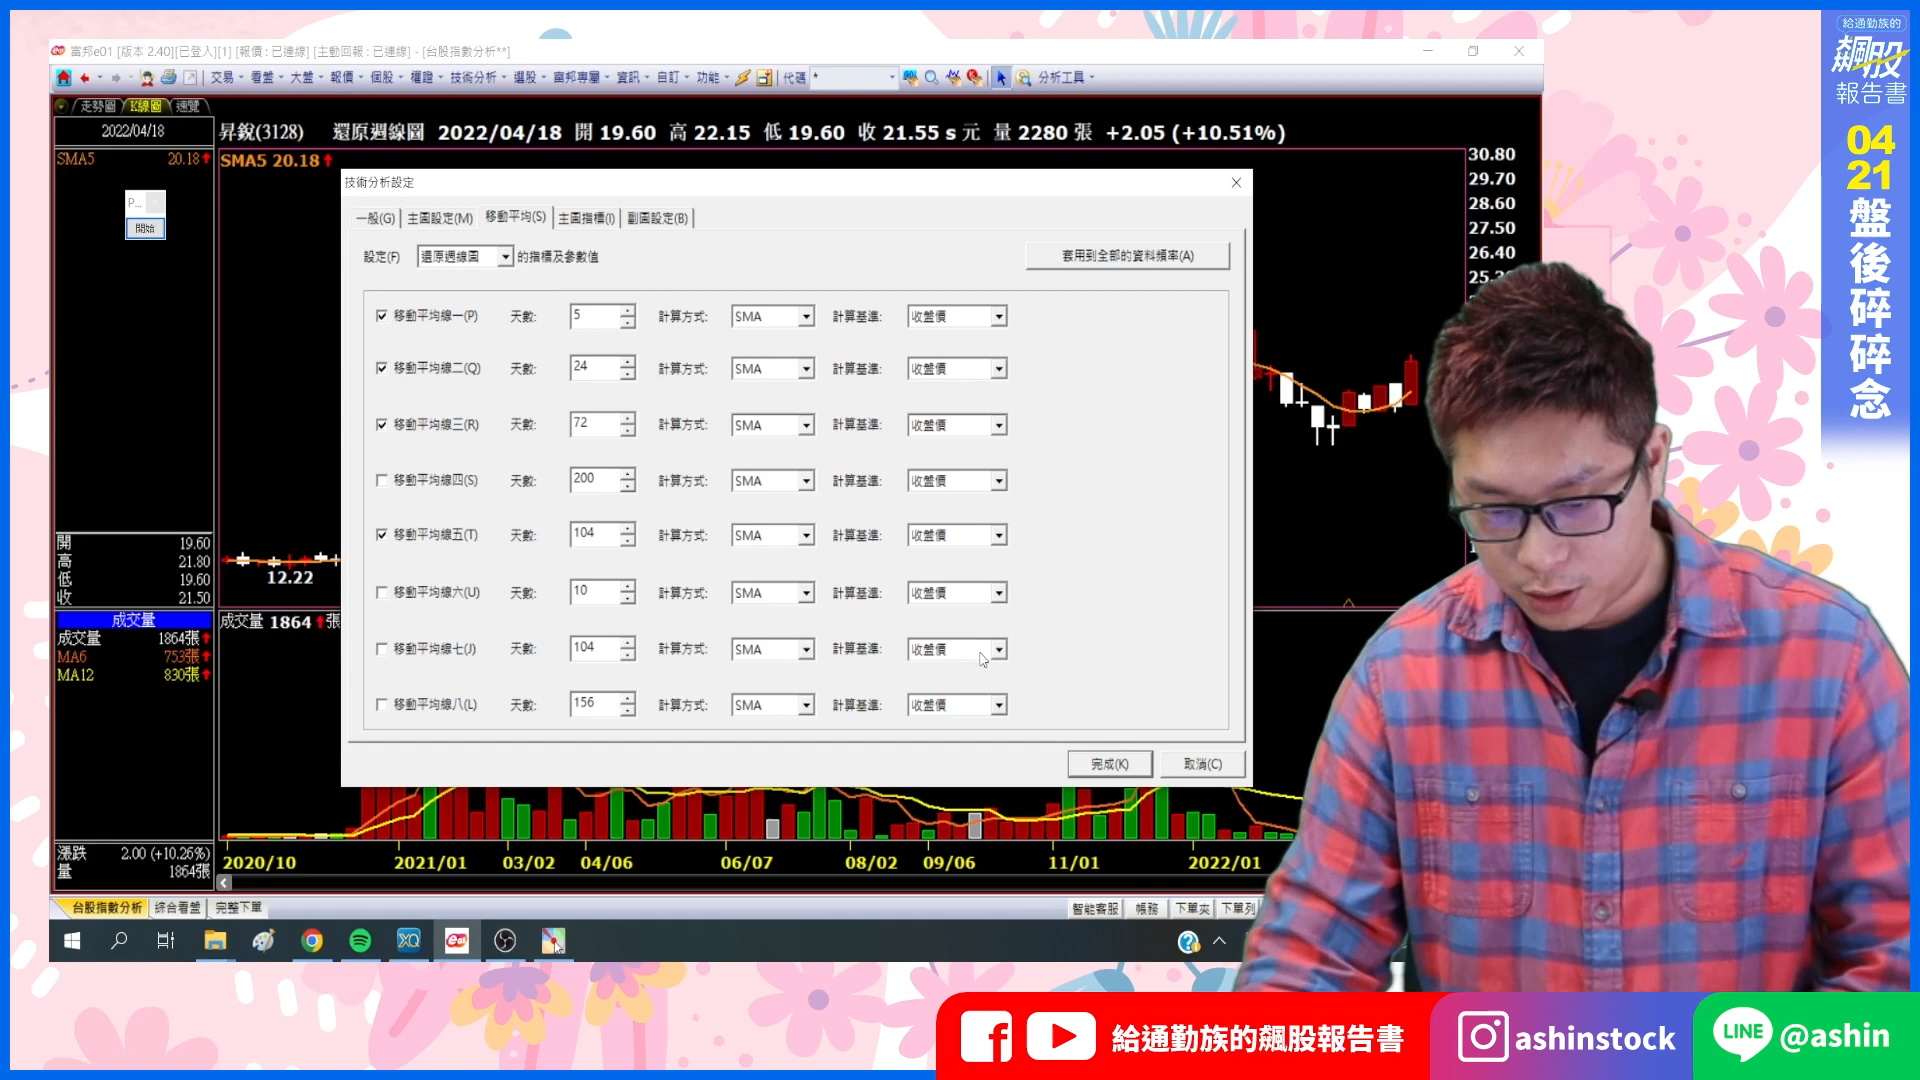 富邦e01 [版本 2.40][已登入][1] [報價 : 已連線] [主動回報 : 已連線] - [台股指數分析**]
交易 看盤 大盤 報價 個股 權證 技術分析 選股 富邦專屬 資訊 自訂 功能 代碼 * 分析工具
走勢圖 K線圖 速覽
2022/04/18
昇銳(3128) 還原週線圖 2022/04/18 開 19.60 高 22.15 低 19.60 收 21.55 s 元 量 2280 張 +2.05 (+10.51%)
SMA5 20.18
SMA5 20.18
P...
開始
30.80
29.70
28.60
27.50
26.40
技術分析設定
一般(G) 主圖設定(M) 移動平均(S) 主圖指標(I) 副圖設定(B)
設定(F) 還原週線圖 的指標及參數值 套用到全部的資料頻率(A)
移動平均線一(P) 天數: 5 計算方式: SMA 計算基準: 收盤價
移動平均線二(Q) 天數: 24 計算方式: SMA 計算基準: 收盤價
移動平均線三(R) 天數: 72 計算方式: SMA 計算基準: 收盤價
移動平均線四(S) 天數: 200 計算方式: SMA 計算基準: 收盤價
移動平均線五(T) 天數: 104 計算方式: SMA 計算基準: 收盤價
移動平均線六(U) 天數: 10 計算方式: SMA 計算基準: 收盤價
移動平均線七(J) 天數: 104 計算方式: SMA 計算基準: 收盤價
移動平均線八(L) 天數: 156 計算方式: SMA 計算基準: 收盤價
完成(K) 取消(C)
開 19.60
高 21.80
低 19.60
收 21.50
12.22
成交量
成交量 1864張
MA6 753張
MA12 830張
成交量 1864 張
漲跌 2.00 (+10.26%)
量 1864張
2020/10 2021/01 03/02 04/06 06/07 08/02 09/06 11/01 2022/01
台股指數分析 綜合看盤 完整下單
智能客服 帳務 下單夾 下單列
給通勤族的
飆股
報告書
04
21
盤後碎碎念
給通勤族的飆股報告書
ashinstock
LINE @ashin